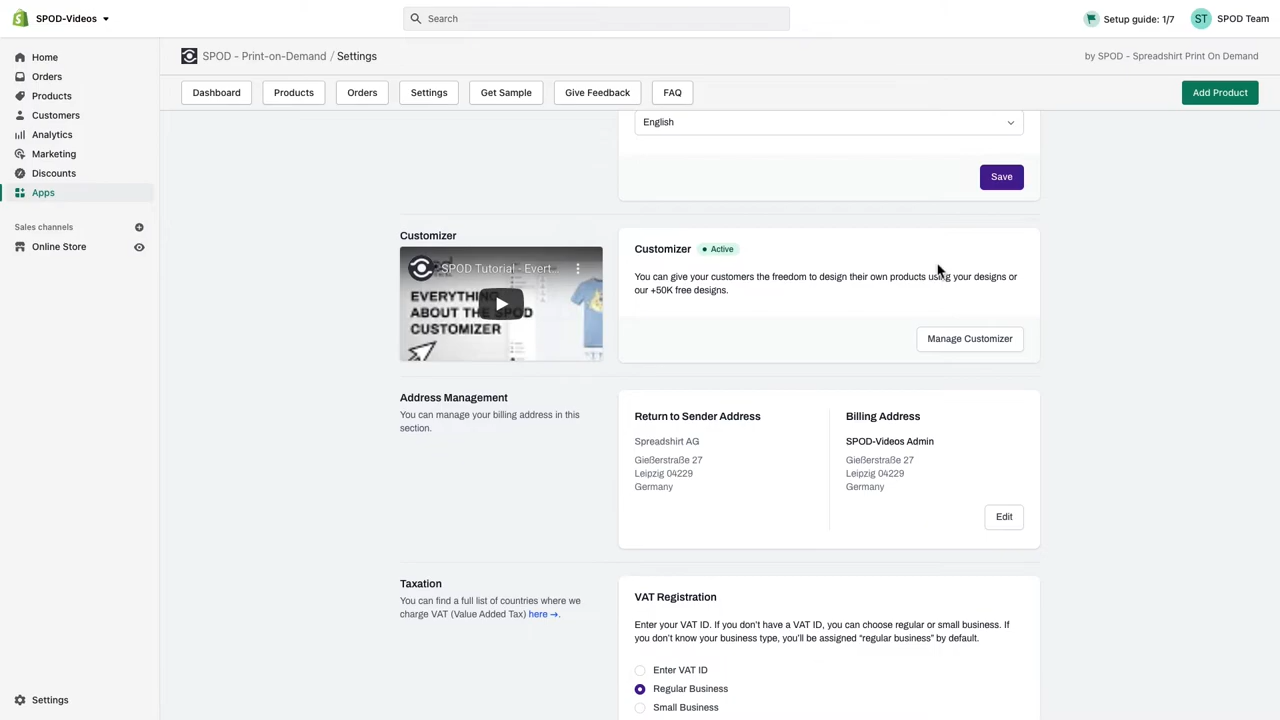 SPOD-Videos
Search
Setup guide: 1/7
ST
SPOD Team
Home
Orders
Products
Customers
Analytics
Marketing
Discounts
Apps
Sales channels
Online Store
Settings
SPOD - Print-on-Demand / Settings
by SPOD - Spreadshirt Print On Demand
Dashboard
Products
Orders
Settings
Get Sample
Give Feedback
FAQ
Add Product
English
Save
Customizer
SPOD Tutorial - Evert...
EVERYTHING
ABOUT THE SPOD
CUSTOMIZER
Customizer
Active
You can give your customers the freedom to design their own products using your designs or
our +50K free designs.
Manage Customizer
Address Management
You can manage your billing address in this
section.
Return to Sender Address
Spreadshirt AG
Gießerstraße 27
Leipzig 04229
Germany
Billing Address
SPOD-Videos Admin
Gießerstraße 27
Leipzig 04229
Germany
Edit
Taxation
You can find a full list of countries where we
charge VAT (Value Added Tax) here →.
VAT Registration
Enter your VAT ID. If you don't have a VAT ID, you can choose regular or small business. If
you don't know your business type, you'll be assigned "regular business" by default.
Enter VAT ID
Regular Business
Small Business